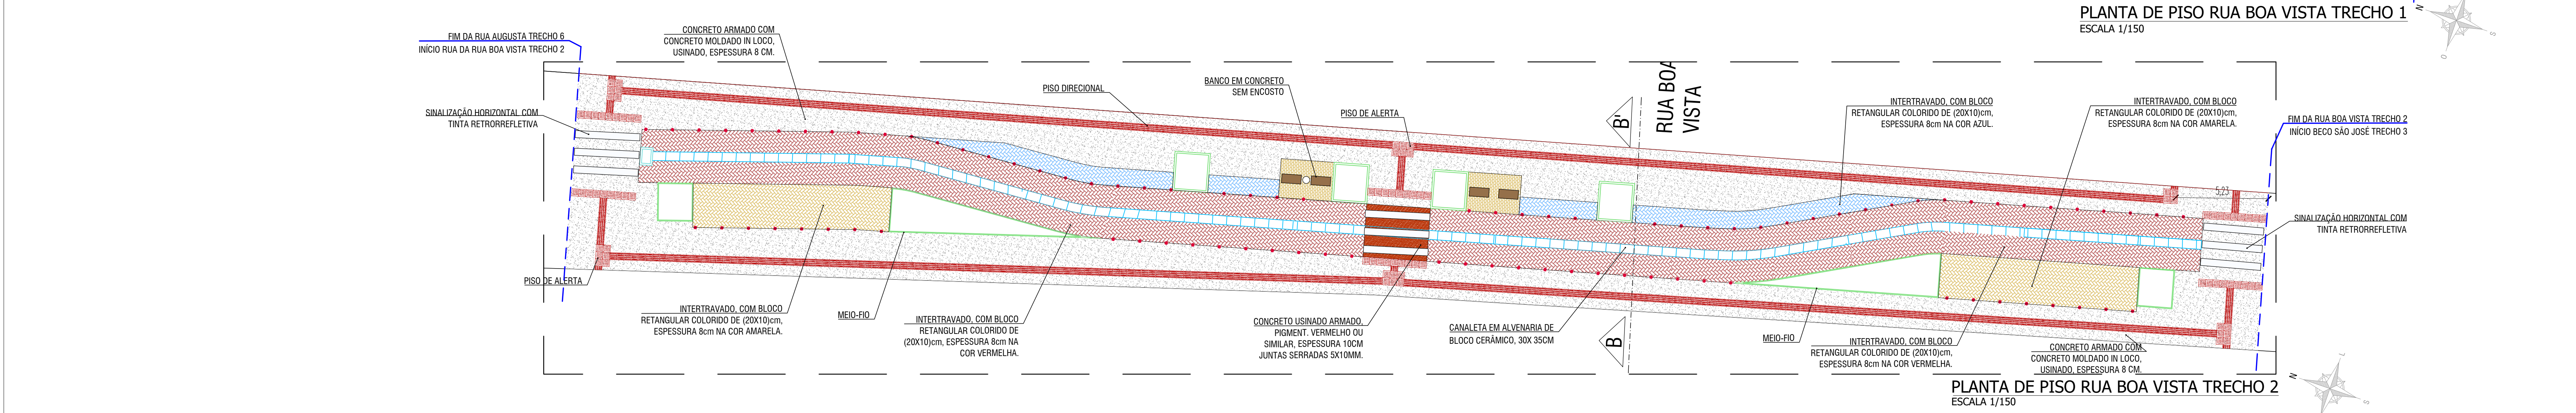 PLANTA DE PISO RUA BOA VISTA TRECHO 1
ESCALA 1/150
N
S
O
FIM DA RUA AUGUSTA TRECHO 6
INÍCIO RUA DA RUA BOA VISTA TRECHO 2
CONCRETO ARMADO COM
CONCRETO MOLDADO IN LOCO,
USINADO, ESPESSURA 8 CM.
SINALIZAÇÃO HORIZONTAL COM
TINTA RETRORREFLETIVA
PISO DIRECIONAL
BANCO EM CONCRETO
SEM ENCOSTO
PISO DE ALERTA
B'
RUA BOA
VISTA
INTERTRAVADO, COM BLOCO
RETANGULAR COLORIDO DE (20X10)cm,
ESPESSURA 8cm NA COR AZUL.
INTERTRAVADO, COM BLOCO
RETANGULAR COLORIDO DE (20X10)cm,
ESPESSURA 8cm NA COR AMARELA.
FIM DA RUA BOA VISTA TRECHO 2
INÍCIO BECO SÃO JOSÉ TRECHO 3
5,23
SINALIZAÇÃO HORIZONTAL COM
TINTA RETRORREFLETIVA
PISO DE ALERTA
INTERTRAVADO, COM BLOCO
RETANGULAR COLORIDO DE (20X10)cm,
ESPESSURA 8cm NA COR AMARELA.
MEIO-FIO
INTERTRAVADO, COM BLOCO
RETANGULAR COLORIDO DE
(20X10)cm, ESPESSURA 8cm NA
COR VERMELHA.
CONCRETO USINADO ARMADO,
PIGMENT. VERMELHO OU
SIMILAR, ESPESSURA 10CM
JUNTAS SERRADAS 5X10MM.
CANALETA EM ALVENARIA DE
BLOCO CERÂMICO, 30X 35CM
B
MEIO-FIO
INTERTRAVADO, COM BLOCO
RETANGULAR COLORIDO DE (20X10)cm,
ESPESSURA 8cm NA COR VERMELHA.
CONCRETO ARMADO COM
CONCRETO MOLDADO IN LOCO,
USINADO, ESPESSURA 8 CM.
PLANTA DE PISO RUA BOA VISTA TRECHO 2
ESCALA 1/150
N
S